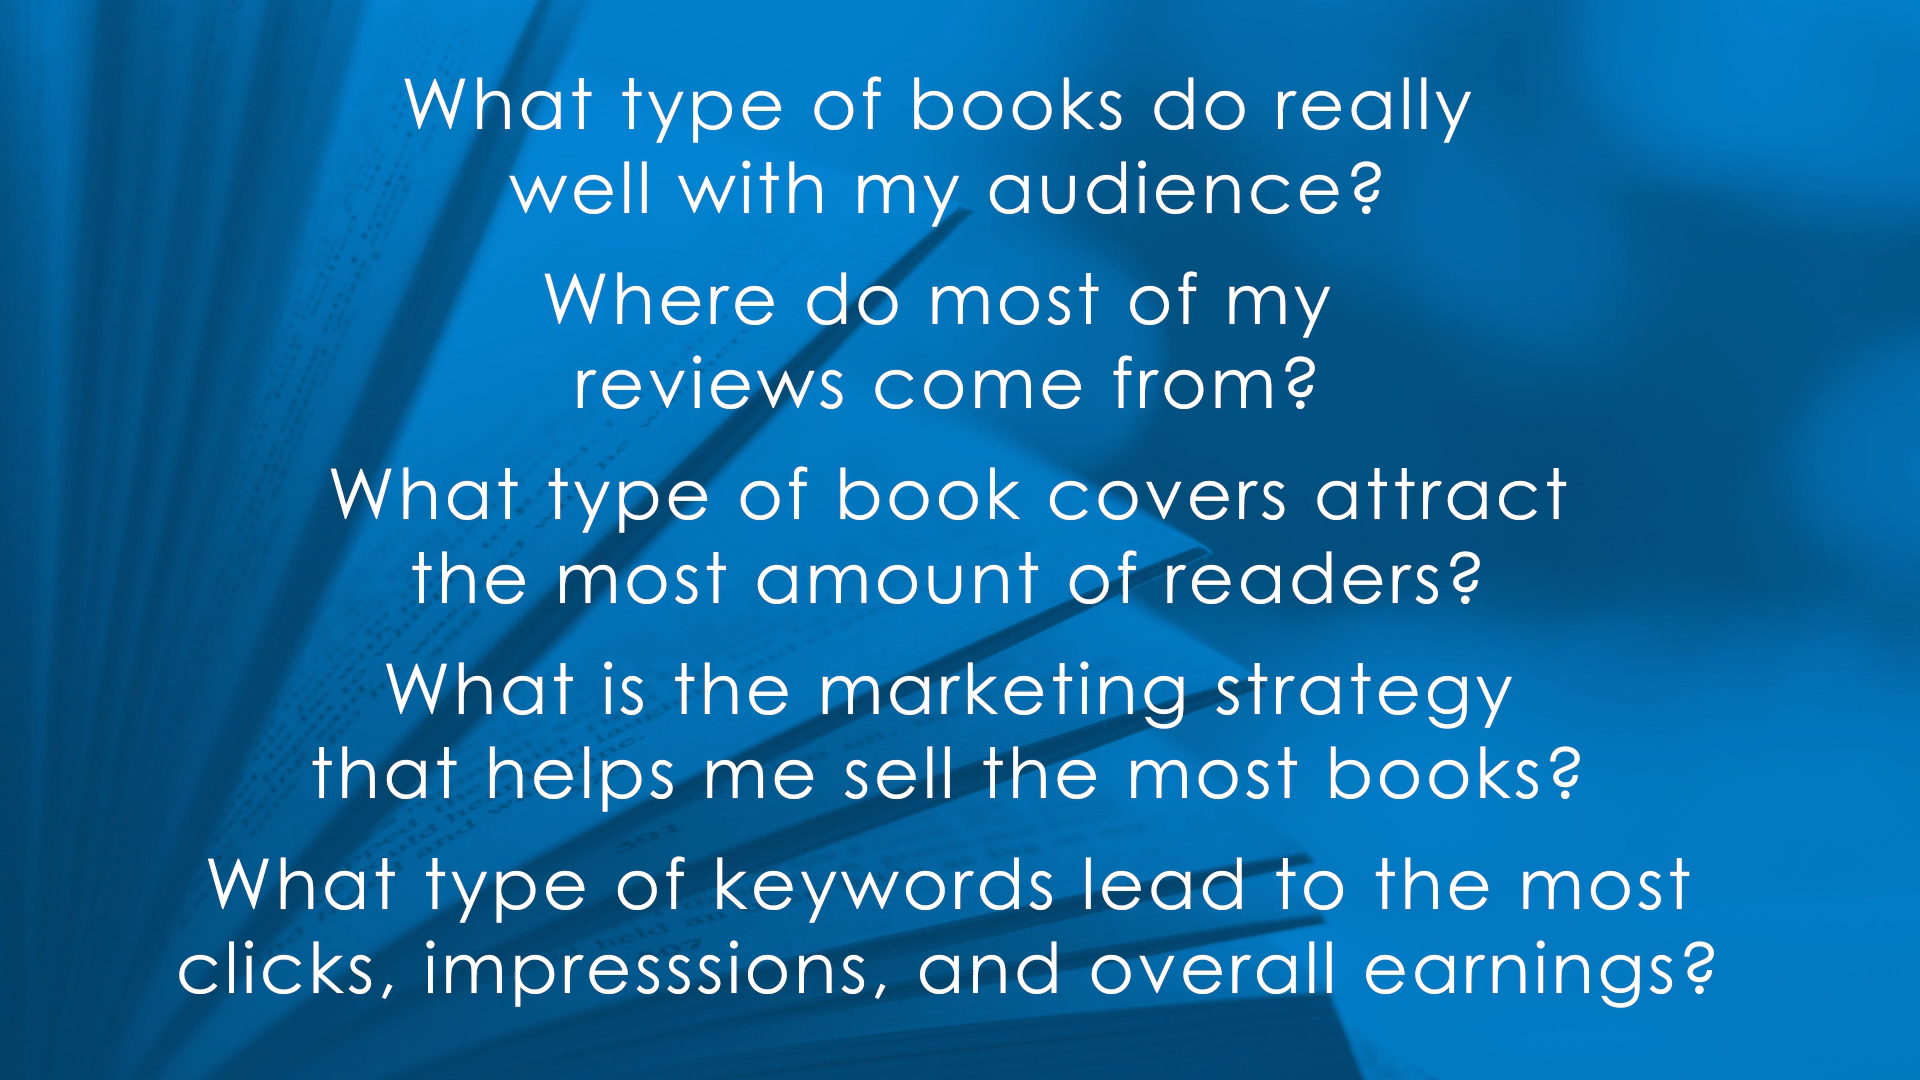 What type of books do really
well with my audience?
Where do most of my
reviews come from?
What type of book covers attract
the most amount of readers?
What is the marketing strategy
that helps me sell the most books?
What type of keywords lead to the most
clicks, impresssions, and overall earnings?